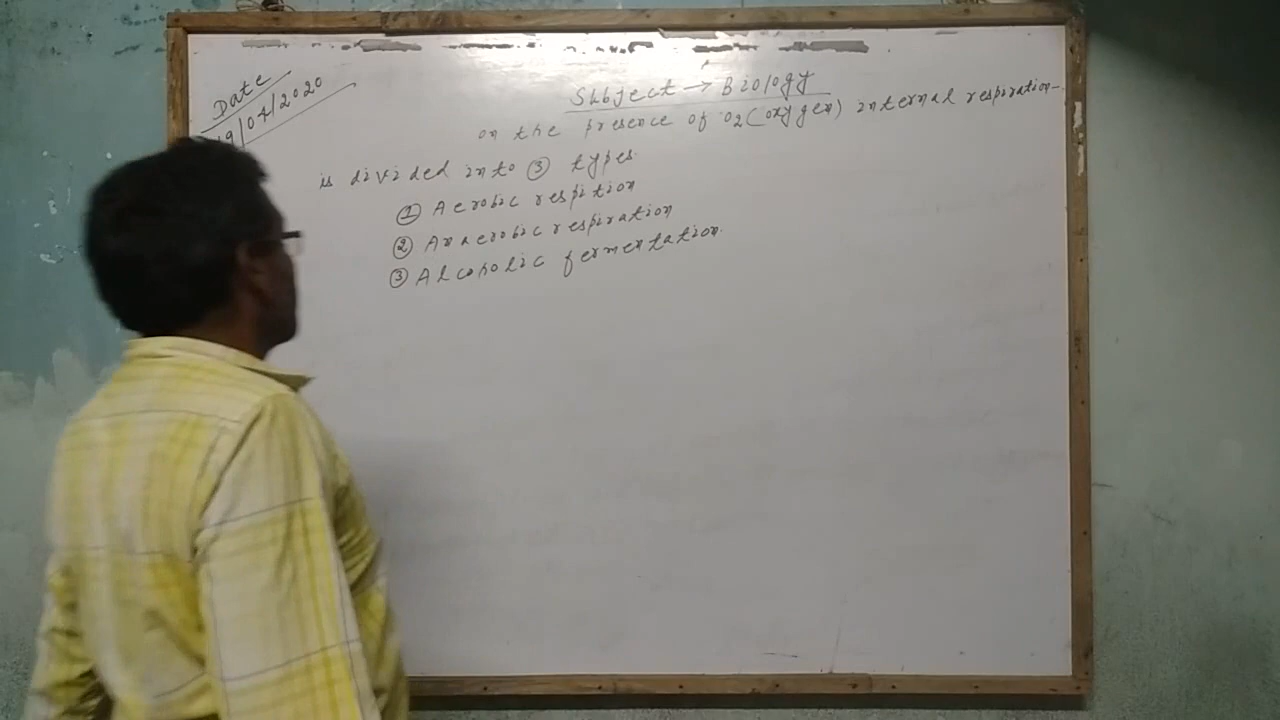 Date
19/04/2020
Subject → Biology
on the presence of O2 (oxygen) internal respiration-
is divided into ③ types.
① Aerobic respition
② Anaerobic respiration
③ Alcoholic fermentation.